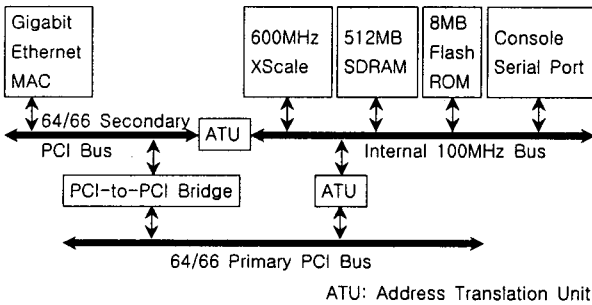 Gigabit
Ethernet
MAC
600MHz
XScale
512MB
SDRAM
8MB
Flash
ROM
Console
Serial Port
64/66 Secondary
PCI Bus
ATU
Internal 100MHz Bus
PCI-to-PCI Bridge
ATU
64/66 Primary PCI Bus
ATU: Address Translation Unit